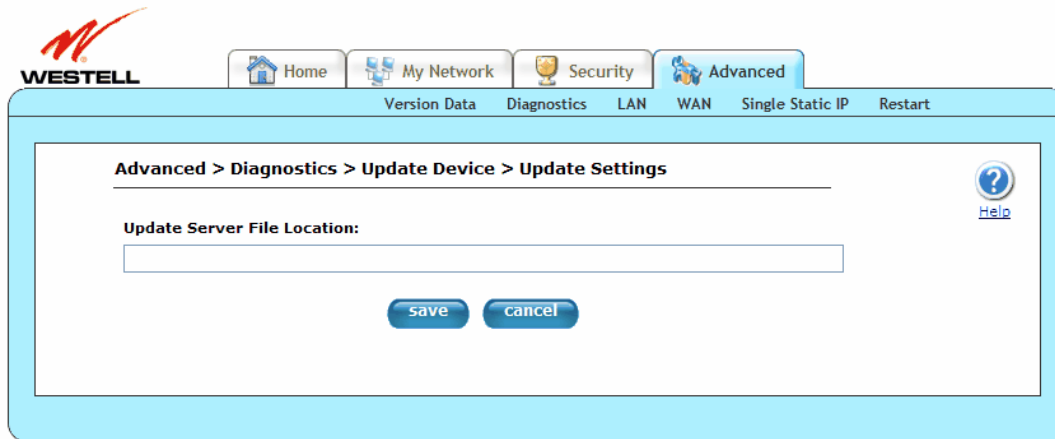 WESTELL
Home My Network Security Advanced
Version Data Diagnostics LAN WAN Single Static IP Restart
Advanced > Diagnostics > Update Device > Update Settings
?
Help
Update Server File Location:
save cancel